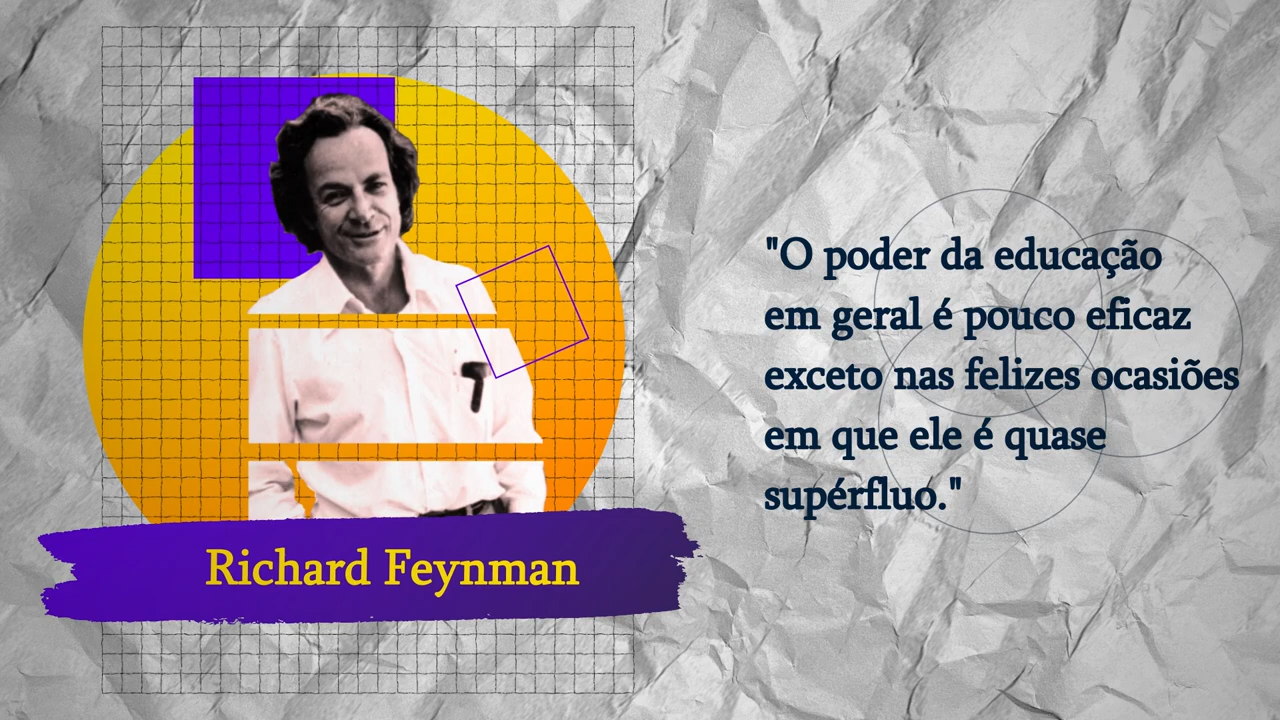 Richard Feynman
"O poder da educação
em geral é pouco eficaz
exceto nas felizes ocasiões
em que ele é quase
supérfluo."